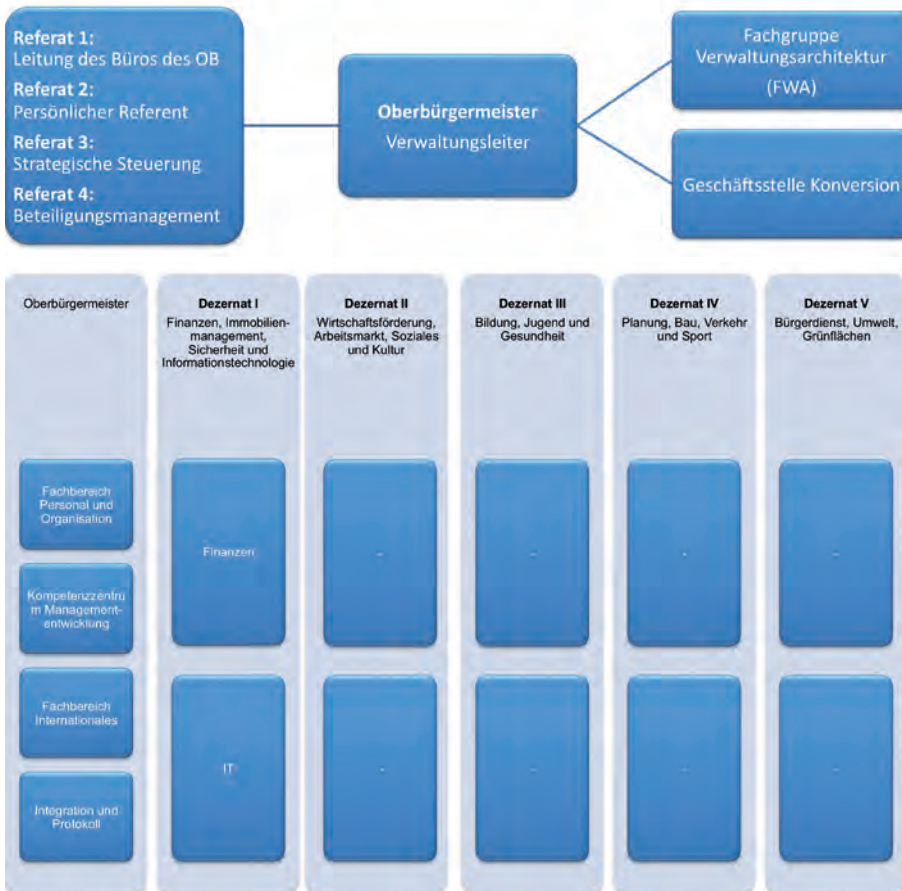 Referat 1:
Leitung des Büros des OB
Referat 2:
Persönlicher Referent
Referat 3:
Strategische Steuerung
Referat 4:
Beteiligungsmanagement
Oberbürgermeister
Verwaltungsleiter
Fachgruppe
Verwaltungsarchitektur
(FWA)
Geschäftsstelle Konversion
Oberbürgermeister
Fachbereich
Personal und
Organisation
Kompetenzzentru
m Management-
entwicklung
Fachbereich
Internationales
Integration und
Protokoll
Dezernat I
Finanzen, Immobilien-
management,
Sicherheit und
Informationstechnologie
Finanzen
IT
Dezernat II
Wirtschaftsförderung,
Arbeitsmarkt, Soziales
und Kultur
-
-
Dezernat III
Bildung, Jugend und
Gesundheit
-
-
Dezernat IV
Planung, Bau, Verkehr
und Sport
-
-
Dezernat V
Bürgerdienst, Umwelt,
Grünflächen
-
-